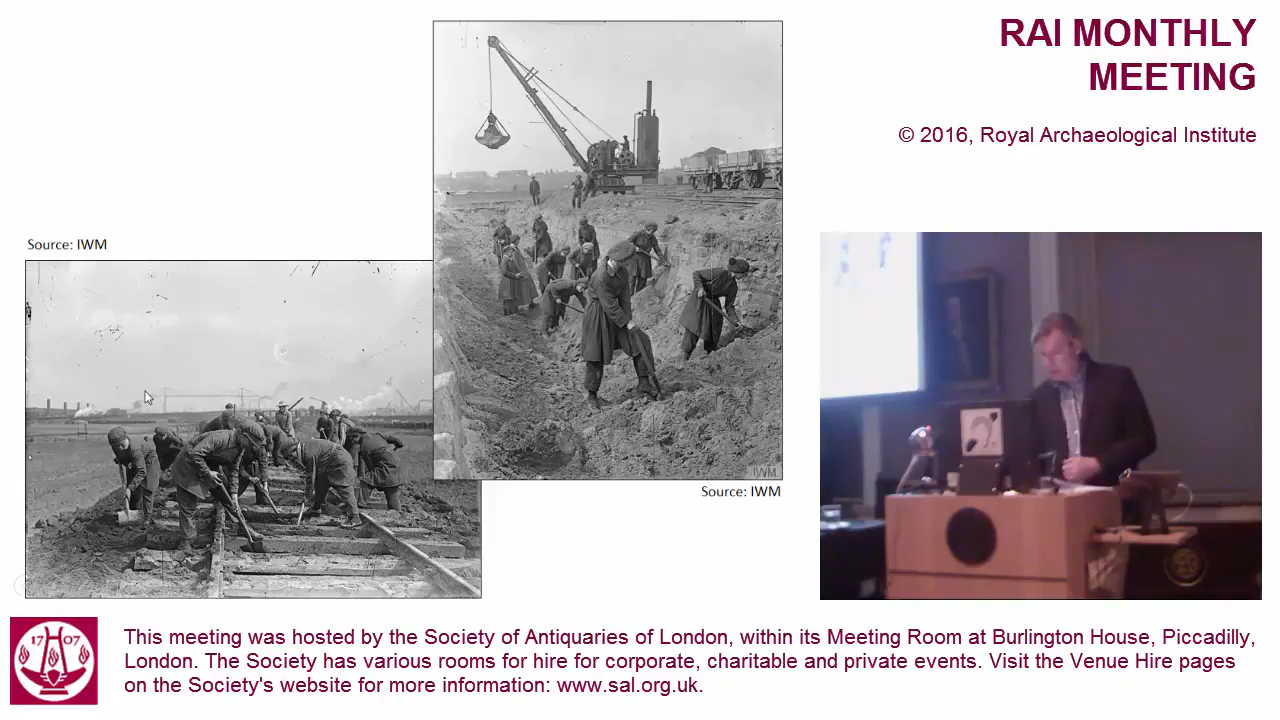 RAI MONTHLY
MEETING
© 2016, Royal Archaeological Institute
Source: IWM
IWM
Source: IWM
17 07
This meeting was hosted by the Society of Antiquaries of London, within its Meeting Room at Burlington House, Piccadilly,
London. The Society has various rooms for hire for corporate, charitable and private events. Visit the Venue Hire pages
on the Society's website for more information: www.sal.org.uk.